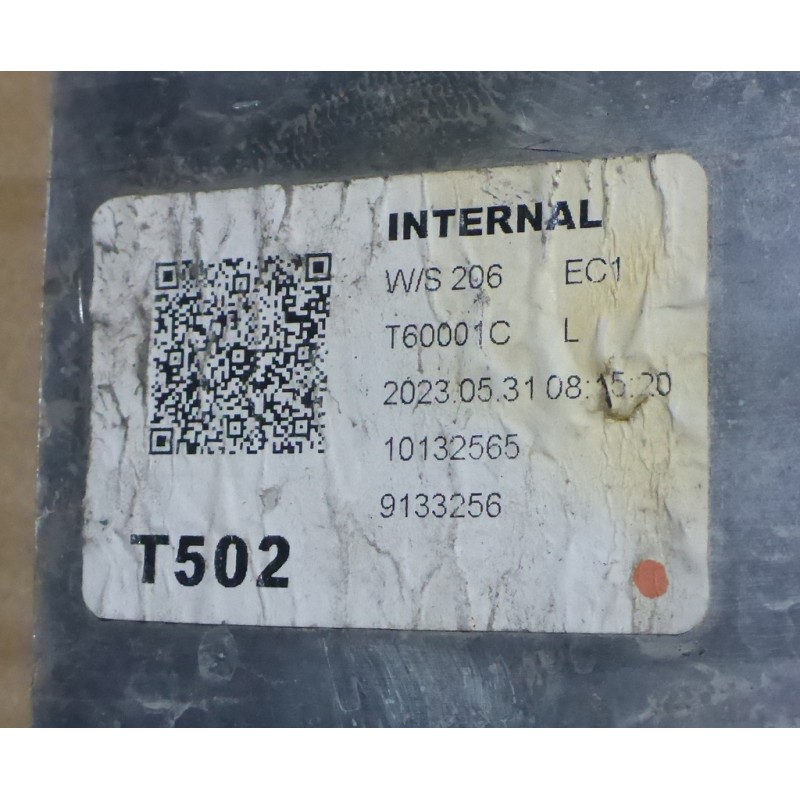 INTERNAL
W/S 206 EC1
T60001C L
2023.05.31 08:15:20
10132565
9133256
T502